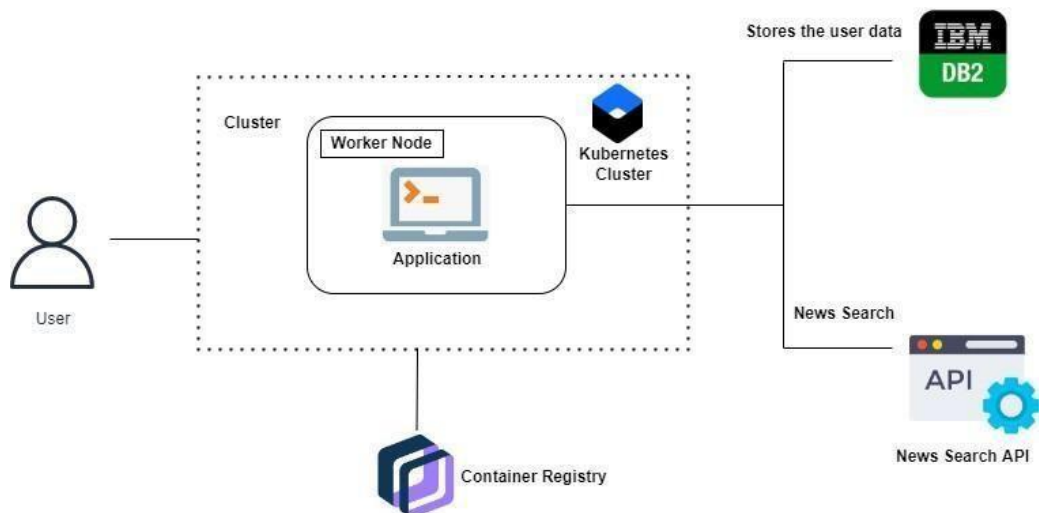 Stores the user data
IBM
DB2
Cluster
Worker Node
Kubernetes
Cluster
Application
User
News Search
API
News Search API
Container Registry